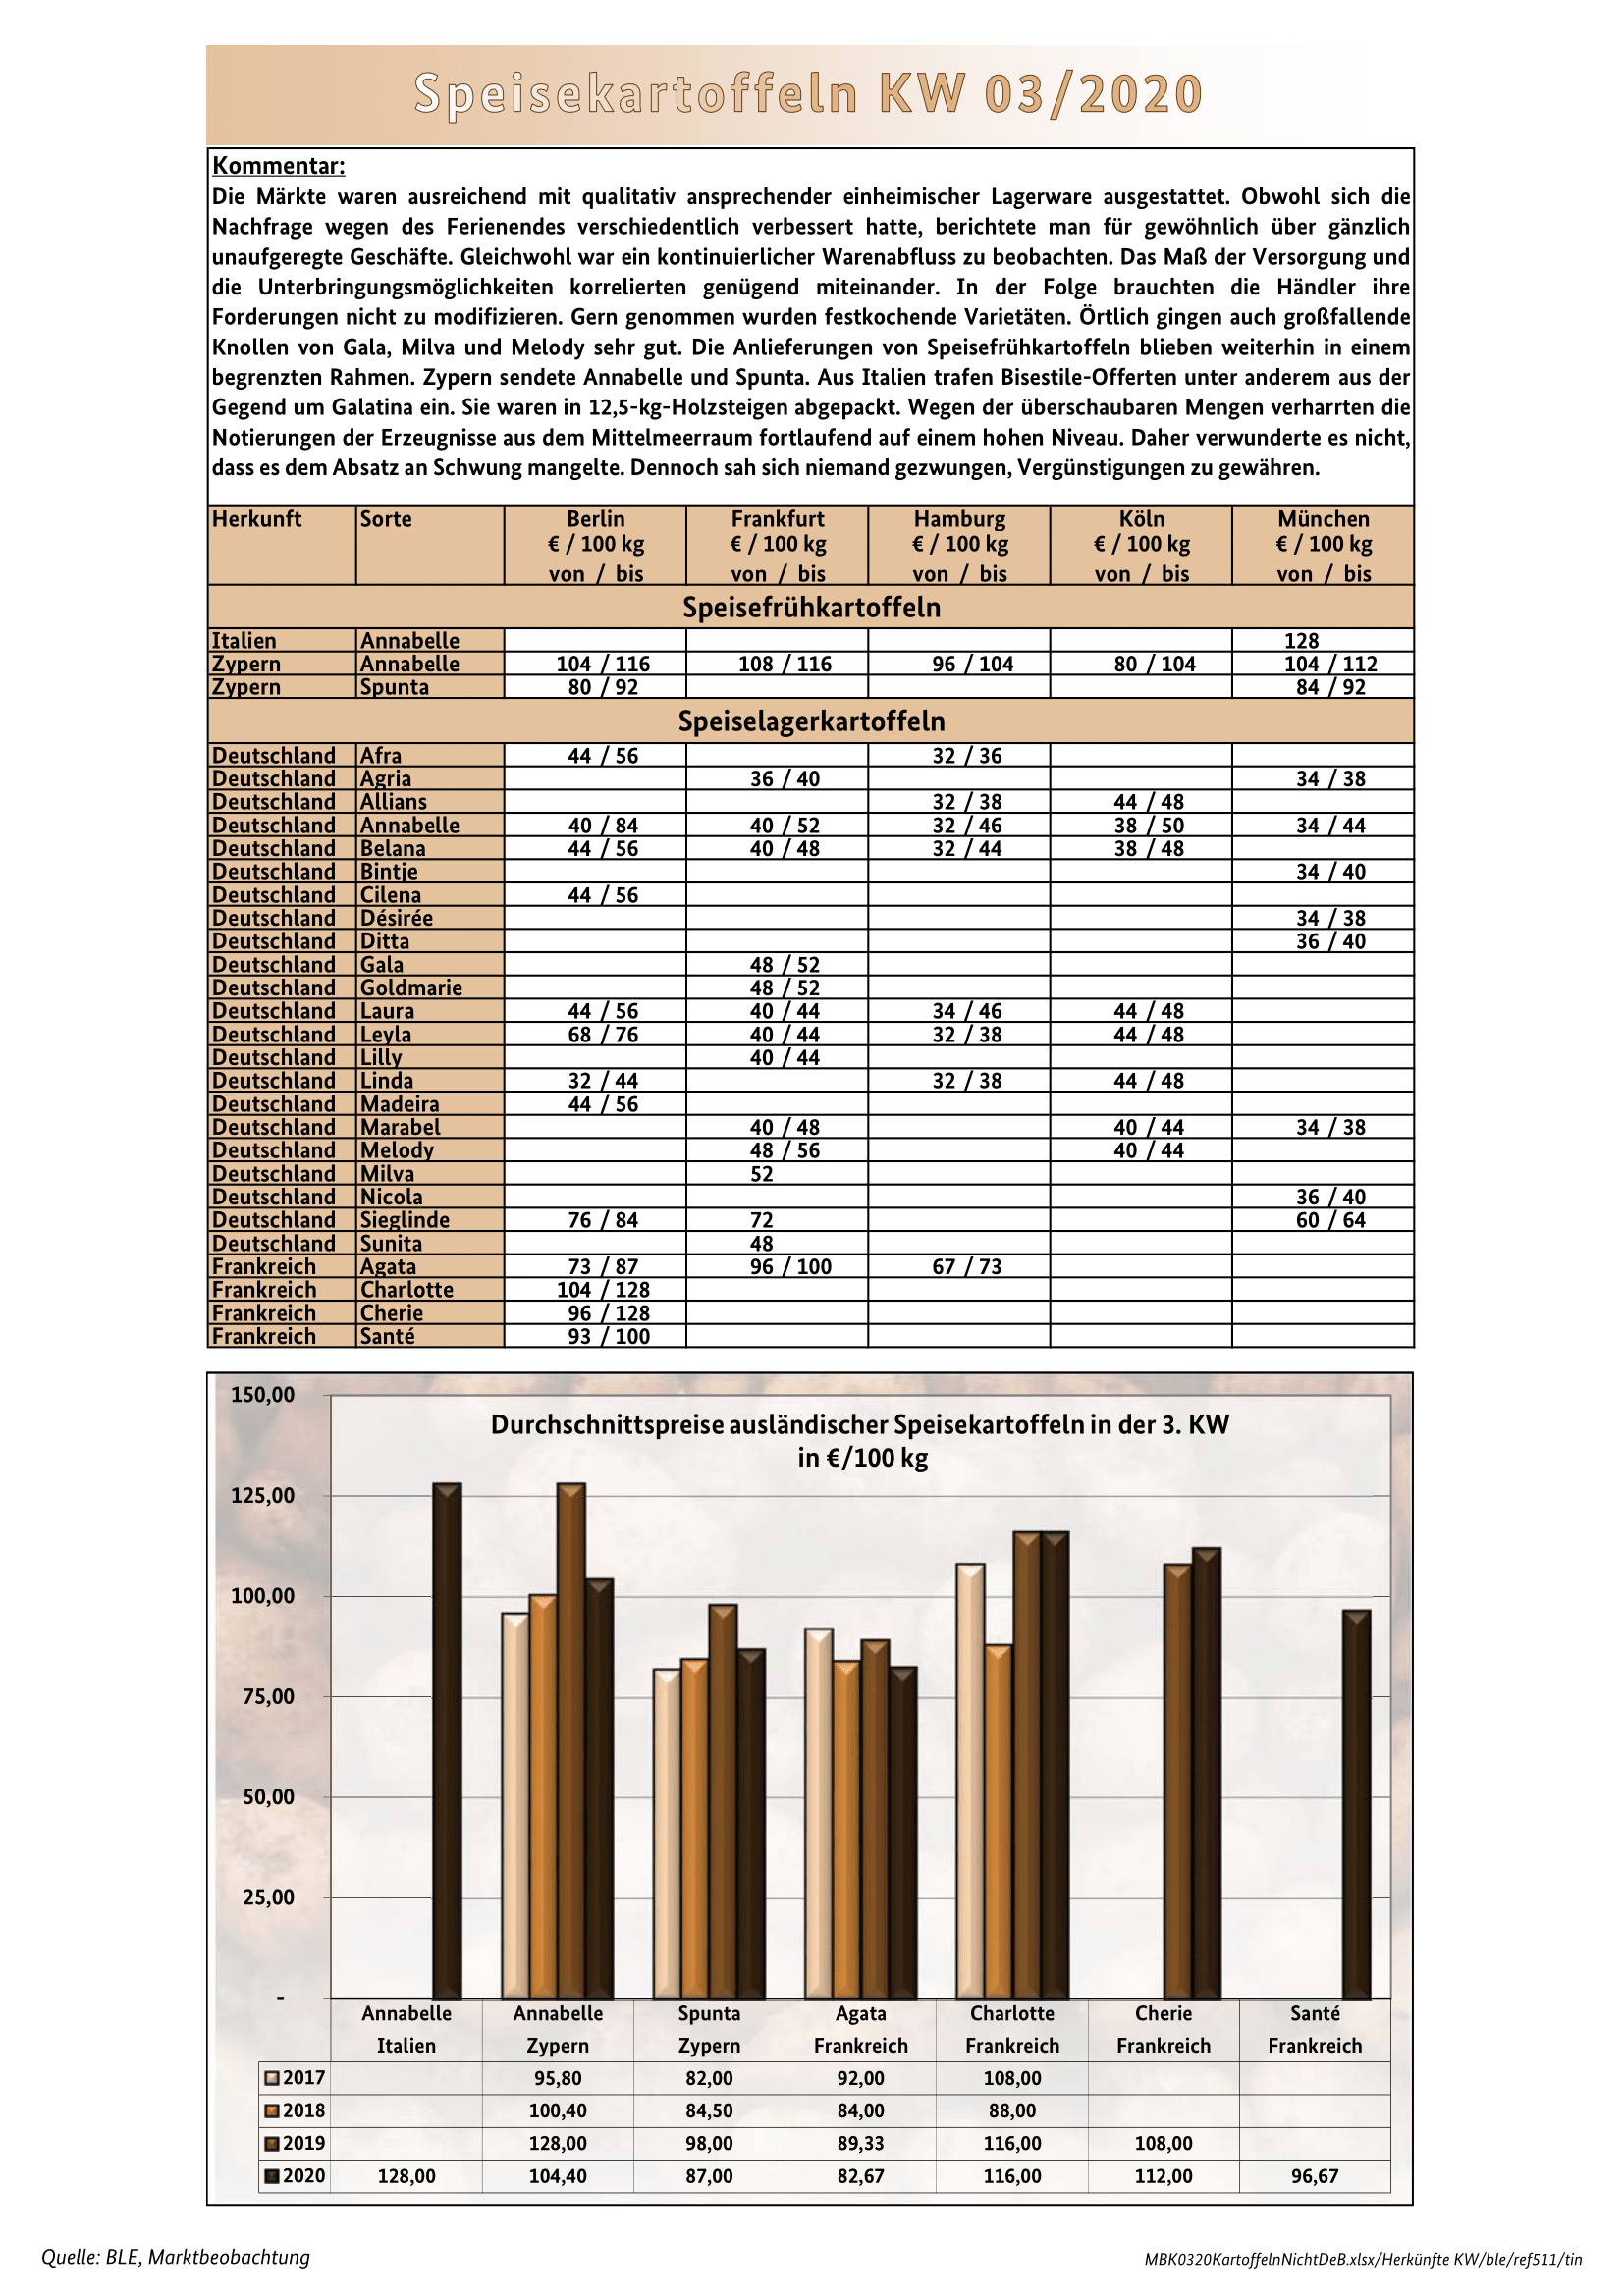 Speisekartoffeln KW 03/2020
Kommentar:
Die Märkte waren ausreichend mit qualitativ ansprechender einheimischer Lagerware ausgestattet. Obwohl sich die
Nachfrage wegen des Ferienendes verschiedentlich verbessert hatte, berichtete man für gewöhnlich über gänzlich
unaufgeregte Geschäfte. Gleichwohl war ein kontinuierlicher Warenabfluss zu beobachten. Das Maß der Versorgung und
die Unterbringungsmöglichkeiten korrelierten genügend miteinander. In der Folge brauchten die Händler ihre
Forderungen nicht zu modifizieren. Gern genommen wurden festkochende Varietäten. Örtlich gingen auch großfallende
Knollen von Gala, Milva und Melody sehr gut. Die Anlieferungen von Speisefrühkartoffeln blieben weiterhin in einem
begrenzten Rahmen. Zypern sendete Annabelle und Spunta. Aus Italien trafen Bisestile-Offerten unter anderem aus der
Gegend um Galatina ein. Sie waren in 12,5-kg-Holzsteigen abgepackt. Wegen der überschaubaren Mengen verharrten die
Notierungen der Erzeugnisse aus dem Mittelmeerraum fortlaufend auf einem hohen Niveau. Daher verwunderte es nicht,
dass es dem Absatz an Schwung mangelte. Dennoch sah sich niemand gezwungen, Vergünstigungen zu gewähren.
Herkunft Sorte Berlin Frankfurt Hamburg Köln München
€ / 100 kg € / 100 kg € / 100 kg € / 100 kg € / 100 kg
von / bis von / bis von / bis von / bis von / bis
Speisefrühkartoffeln
Italien Annabelle 128
Zypern Annabelle 104 / 116 108 / 116 96 / 104 80 / 104 104 / 112
Zypern Spunta 80 / 92 84 / 92
Speiselagerkartoffeln
Deutschland Afra 44 / 56 32 / 36
Deutschland Agria 36 / 40 34 / 38
Deutschland Allians 32 / 38 44 / 48
Deutschland Annabelle 40 / 84 40 / 52 32 / 46 38 / 50 34 / 44
Deutschland Belana 44 / 56 40 / 48 32 / 44 38 / 48
Deutschland Bintje 34 / 40
Deutschland Cilena 44 / 56
Deutschland Désirée 34 / 38
Deutschland Ditta 36 / 40
Deutschland Gala 48 / 52
Deutschland Goldmarie 48 / 52
Deutschland Laura 44 / 56 40 / 44 34 / 46 44 / 48
Deutschland Leyla 68 / 76 40 / 44 32 / 38 44 / 48
Deutschland Lilly 40 / 44
Deutschland Linda 32 / 44 32 / 38 44 / 48
Deutschland Madeira 44 / 56
Deutschland Marabel 40 / 48 40 / 44 34 / 38
Deutschland Melody 48 / 56 40 / 44
Deutschland Milva 52
Deutschland Nicola 36 / 40
Deutschland Sieglinde 76 / 84 72 60 / 64
Deutschland Sunita 48
Frankreich Agata 73 / 87 96 / 100 67 / 73
Frankreich Charlotte 104 / 128
Frankreich Cherie 96 / 128
Frankreich Santé 93 / 100
Durchschnittspreise ausländischer Speisekartoffeln in der 3. KW
in €/100 kg
150,00
125,00
100,00
75,00
50,00
25,00
-
Annabelle Annabelle Spunta Agata Charlotte Cherie Santé
Italien Zypern Zypern Frankreich Frankreich Frankreich Frankreich
2017 95,80 82,00 92,00 108,00
2018 100,40 84,50 84,00 88,00
2019 128,00 98,00 89,33 116,00 108,00
2020 128,00 104,40 87,00 82,67 116,00 112,00 96,67
Quelle: BLE, Marktbeobachtung
MBK0320KartoffelnNichtDeB.xlsx/Herkünfte KW/ble/ref511/tin